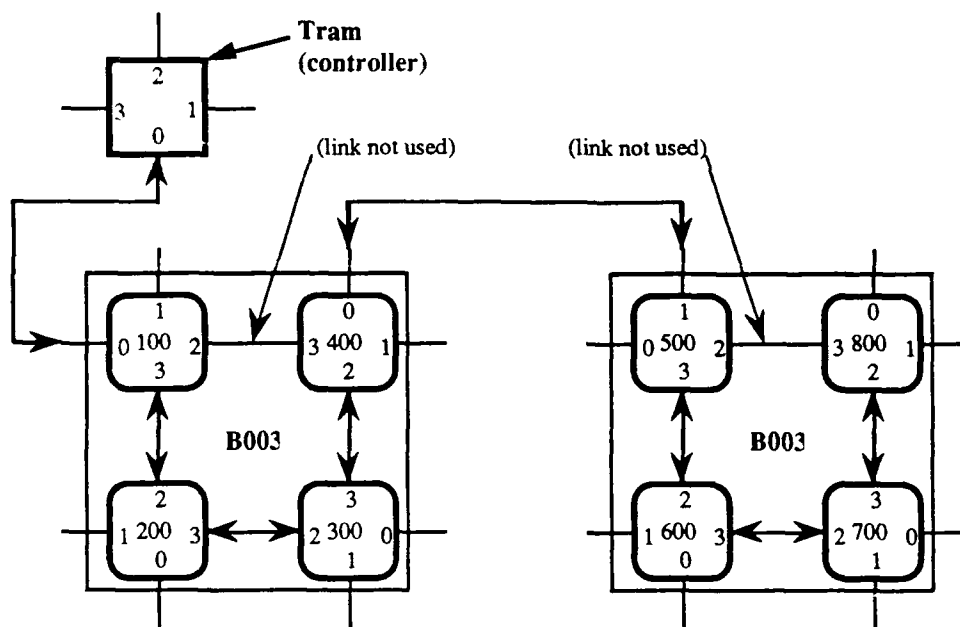 Tram
(controller)
2
3 1
0
(link not used) (link not used)
1 0 1 0
0 100 2 3 400 1 0 500 2 3 800 1
3 2 3 2
B003 B003
2 3 2 3
1 200 3 2 300 0 1 600 3 2 700 0
0 1 0 1